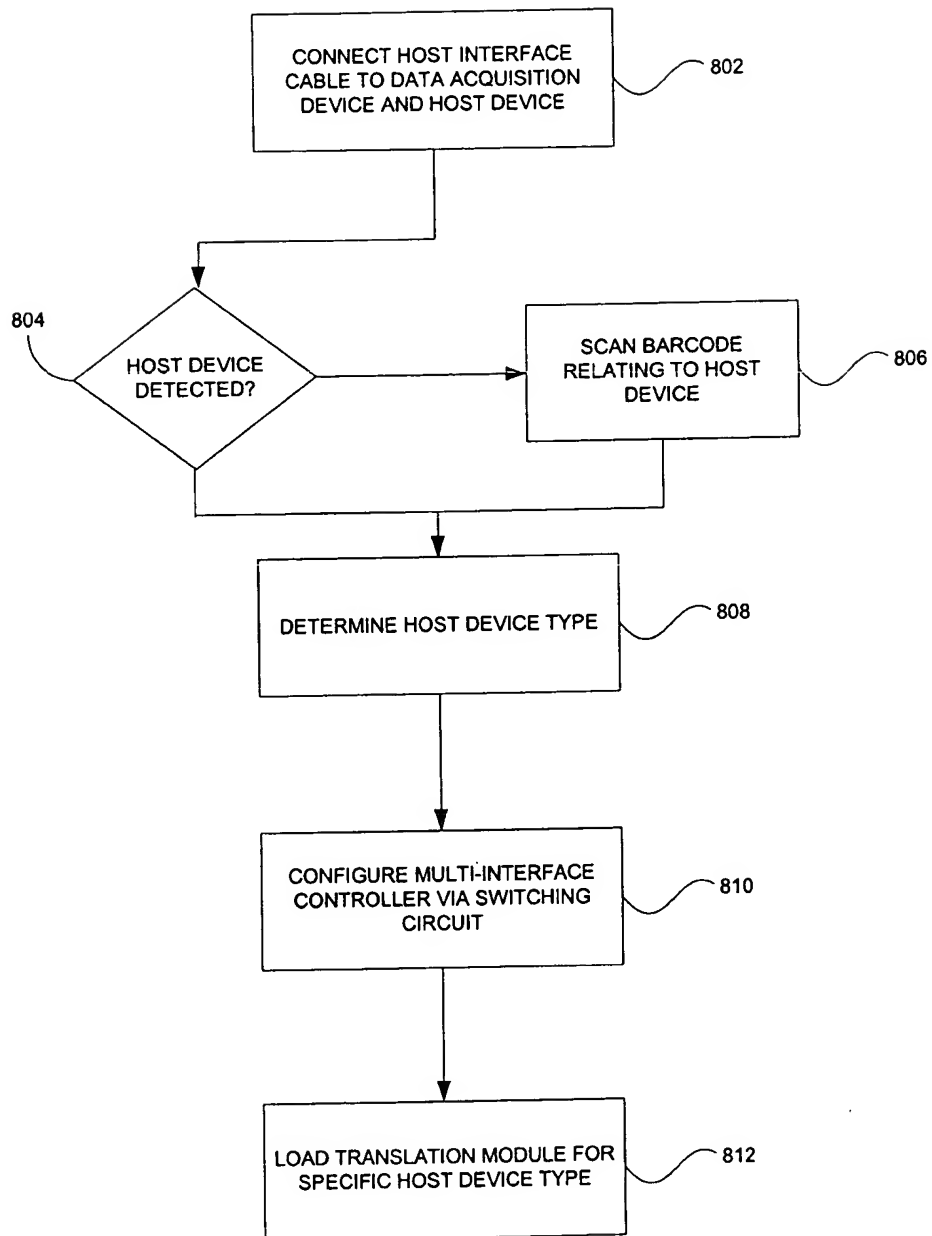 CONNECT HOST INTERFACE
CABLE TO DATA ACQUISITION
DEVICE AND HOST DEVICE
802
804
HOST DEVICE
DETECTED?
SCAN BARCODE
RELATING TO HOST
DEVICE
806
DETERMINE HOST DEVICE TYPE
808
CONFIGURE MULTI-INTERFACE
CONTROLLER VIA SWITCHING
CIRCUIT
810
LOAD TRANSLATION MODULE FOR
SPECIFIC HOST DEVICE TYPE
812